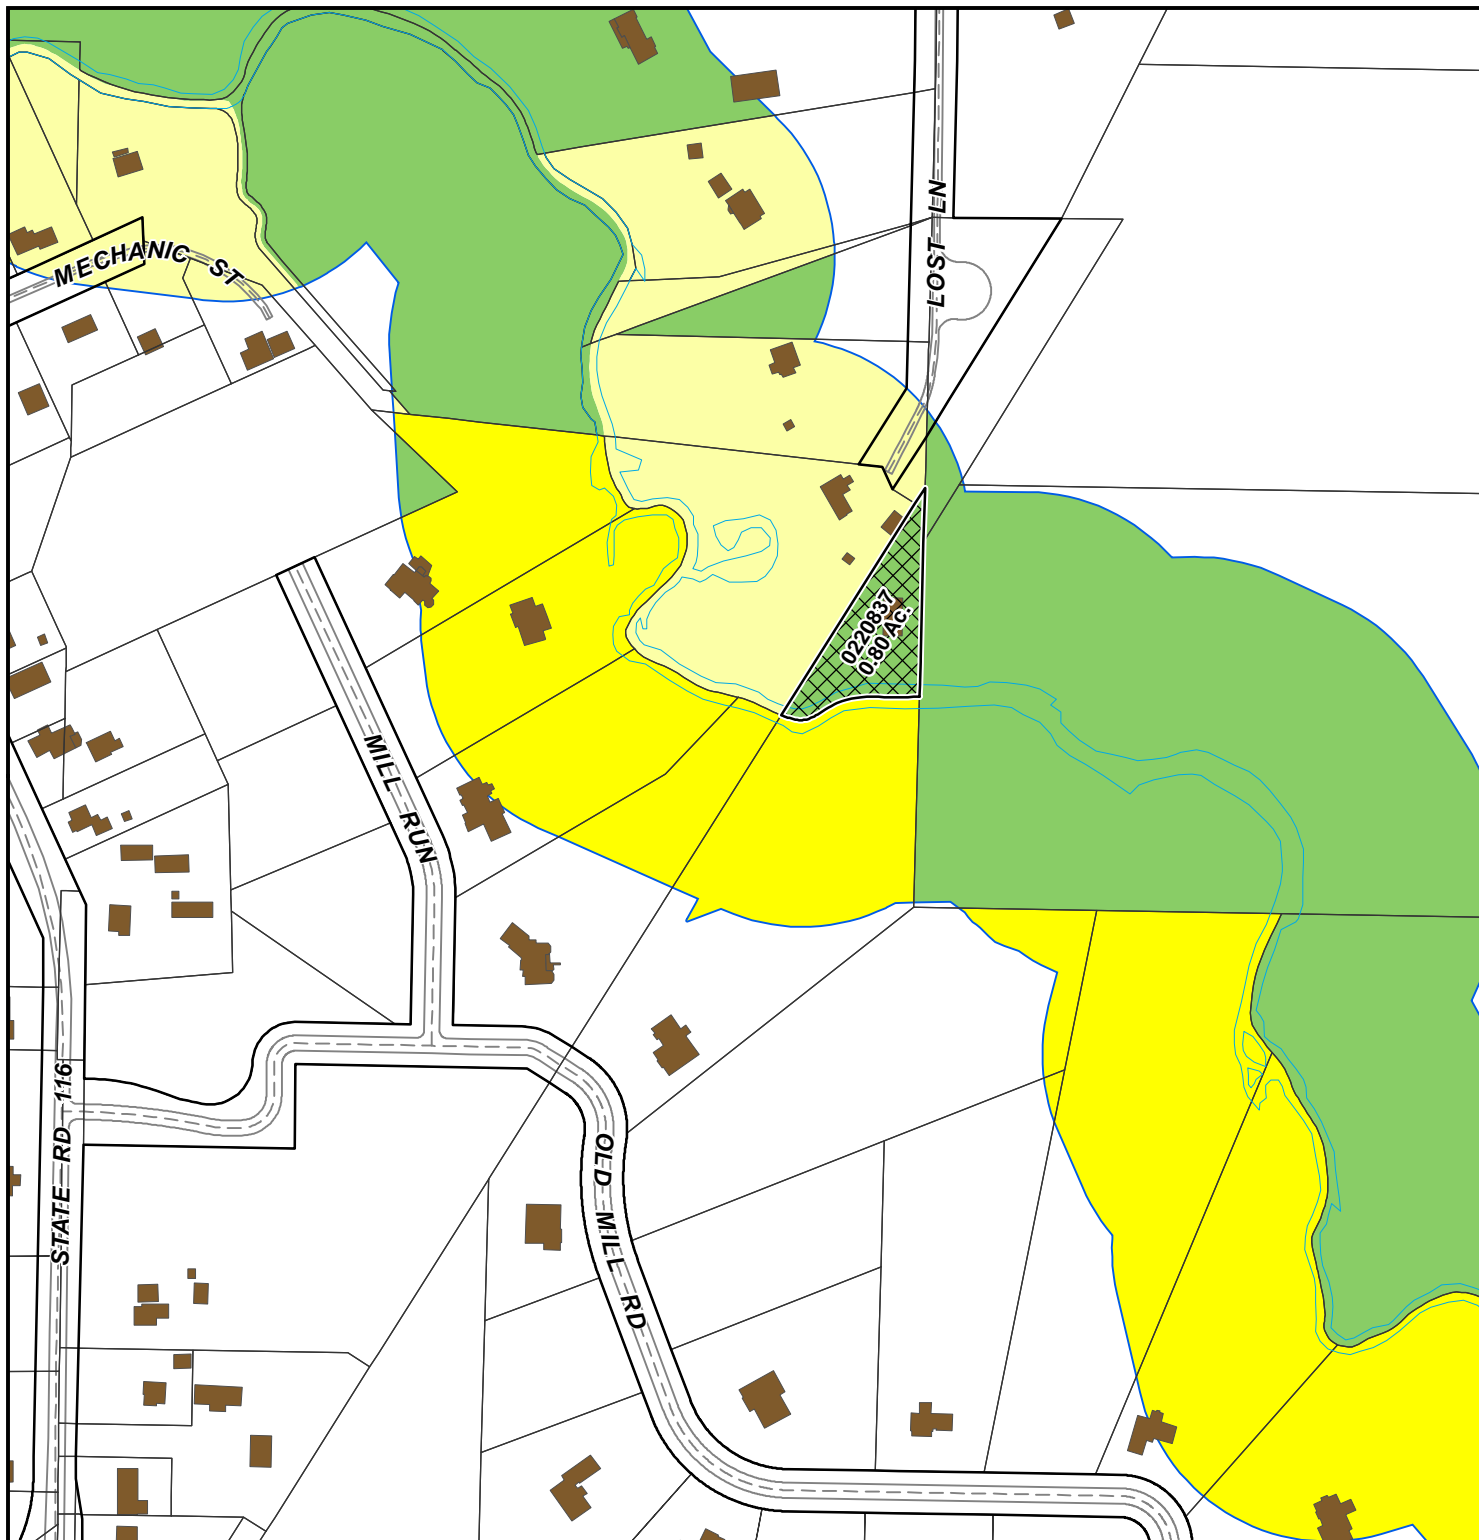 LOST LN
MECHANIC ST
0220837
0.80 Ac.
MILL RUN
STATE RD 116
OLD MILL RD